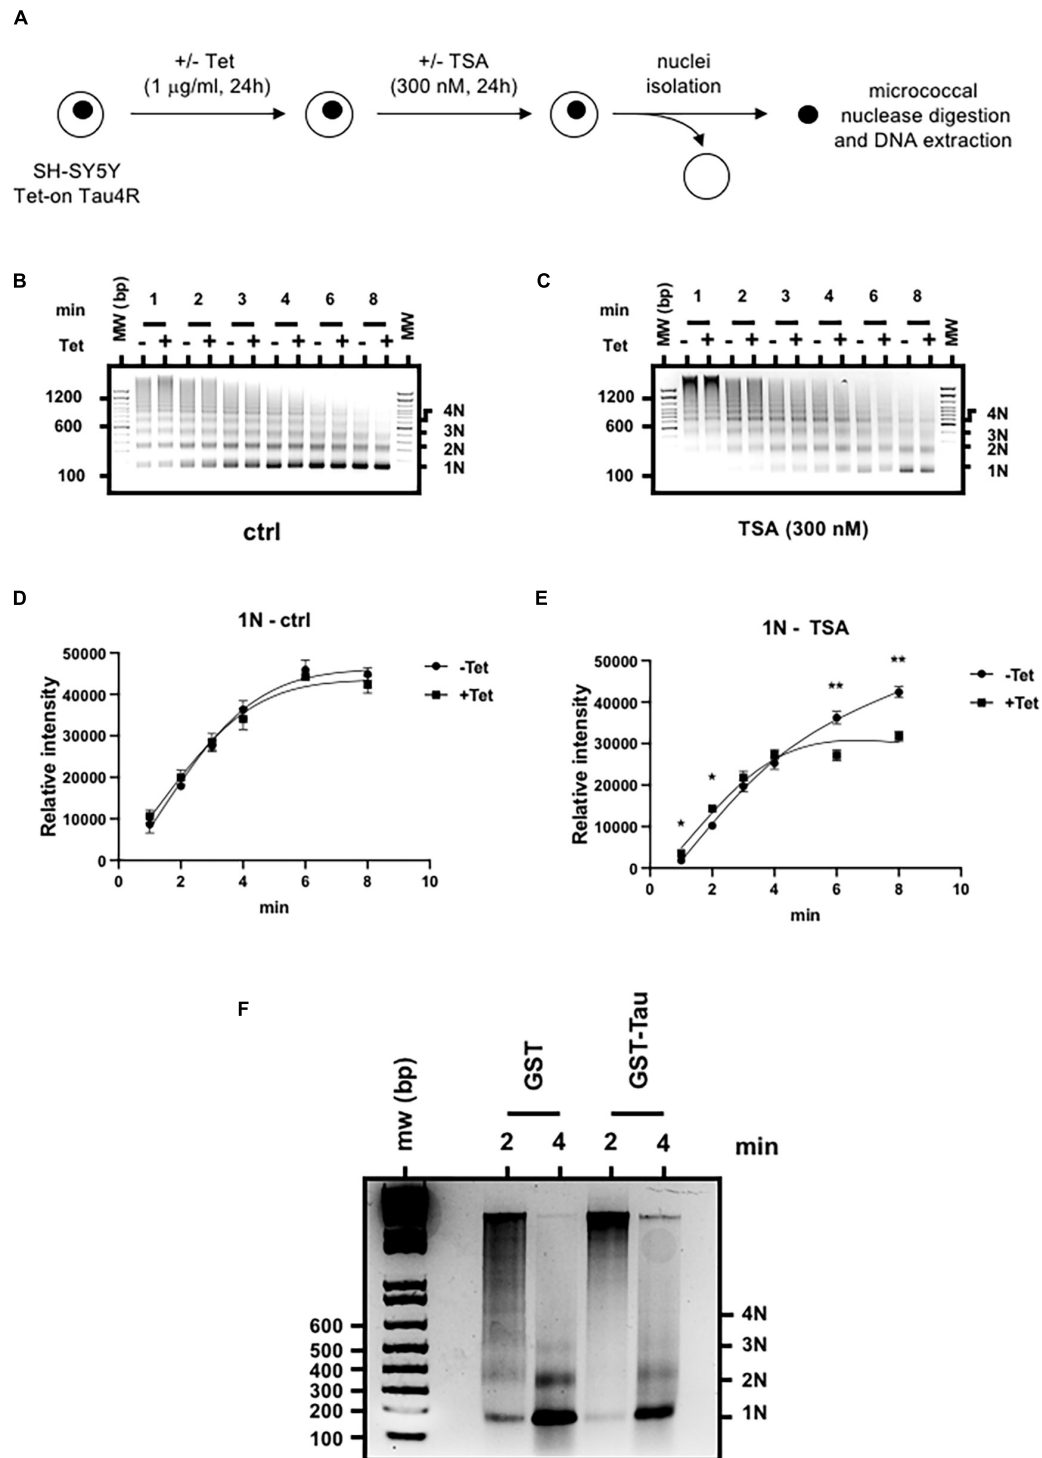 A
+/- Tet
(1 μg/ml, 24h)
+/- TSA
(300 nM, 24h)
nuclei
isolation
micrococcal
nuclease digestion
and DNA extraction
SH-SY5Y
Tet-on Tau4R
B
min
Tet
MW (bp)
1 2 3 4 6 8
- + - + - + - + - + - +
MW
1200
600
100
4N
3N
2N
1N
ctrl
C
min
Tet
MW (bp)
1 2 3 4 6 8
- + - + - + - + - + - +
MW
1200
600
100
4N
3N
2N
1N
TSA (300 nM)
D
1N - ctrl
Relative intensity
50000
40000
30000
20000
10000
0
0 2 4 6 8 10
min
-Tet
+Tet
E
1N - TSA
Relative intensity
50000
40000
30000
20000
10000
0
0 2 4 6 8 10
min
★ ★ ★★ ★★
-Tet
+Tet
F
mw (bp)
GST
GST-Tau
2 4 2 4 min
600
500
400
300
200
100
4N
3N
2N
1N